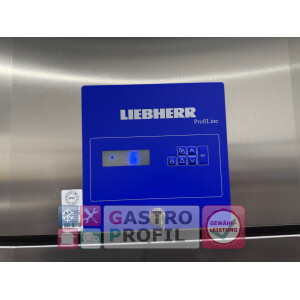 LIEBHERR
ProfiLine
GASTRO
PROFIL
GEWÄHR
LEISTUNG